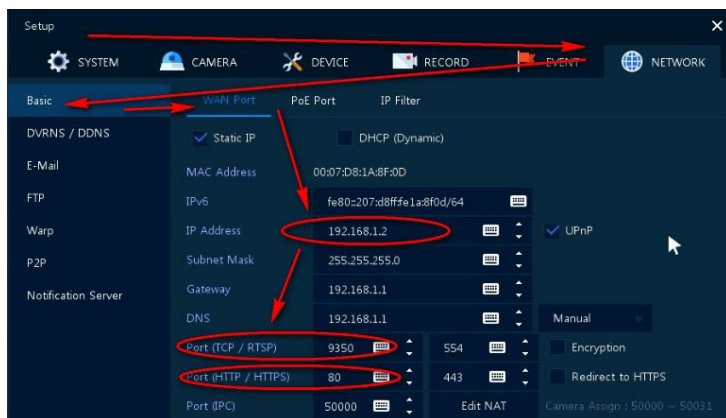 Setup
SYSTEM CAMERA DEVICE RECORD EVENT NETWORK
Basic WAN Port PoE Port IP Filter
DVRNS / DDNS Static IP DHCP (Dynamic)
E-Mail MAC Address 00:07:D8:1A:8F:0D
FTP IPv6 fe80::207:d8ff:fe1a:8f0d/64
Warp IP Address 192.168.1.2 UPnP
P2P Subnet Mask 255.255.255.0
Notification Server Gateway 192.168.1.1
DNS 192.168.1.1 Manual
Port (TCP / RTSP) 9350 554 Encryption
Port (HTTP / HTTPS) 80 443 Redirect to HTTPS
Port (IPC) 50000 Edit NAT Camera Assign : 50000 ~ 50031